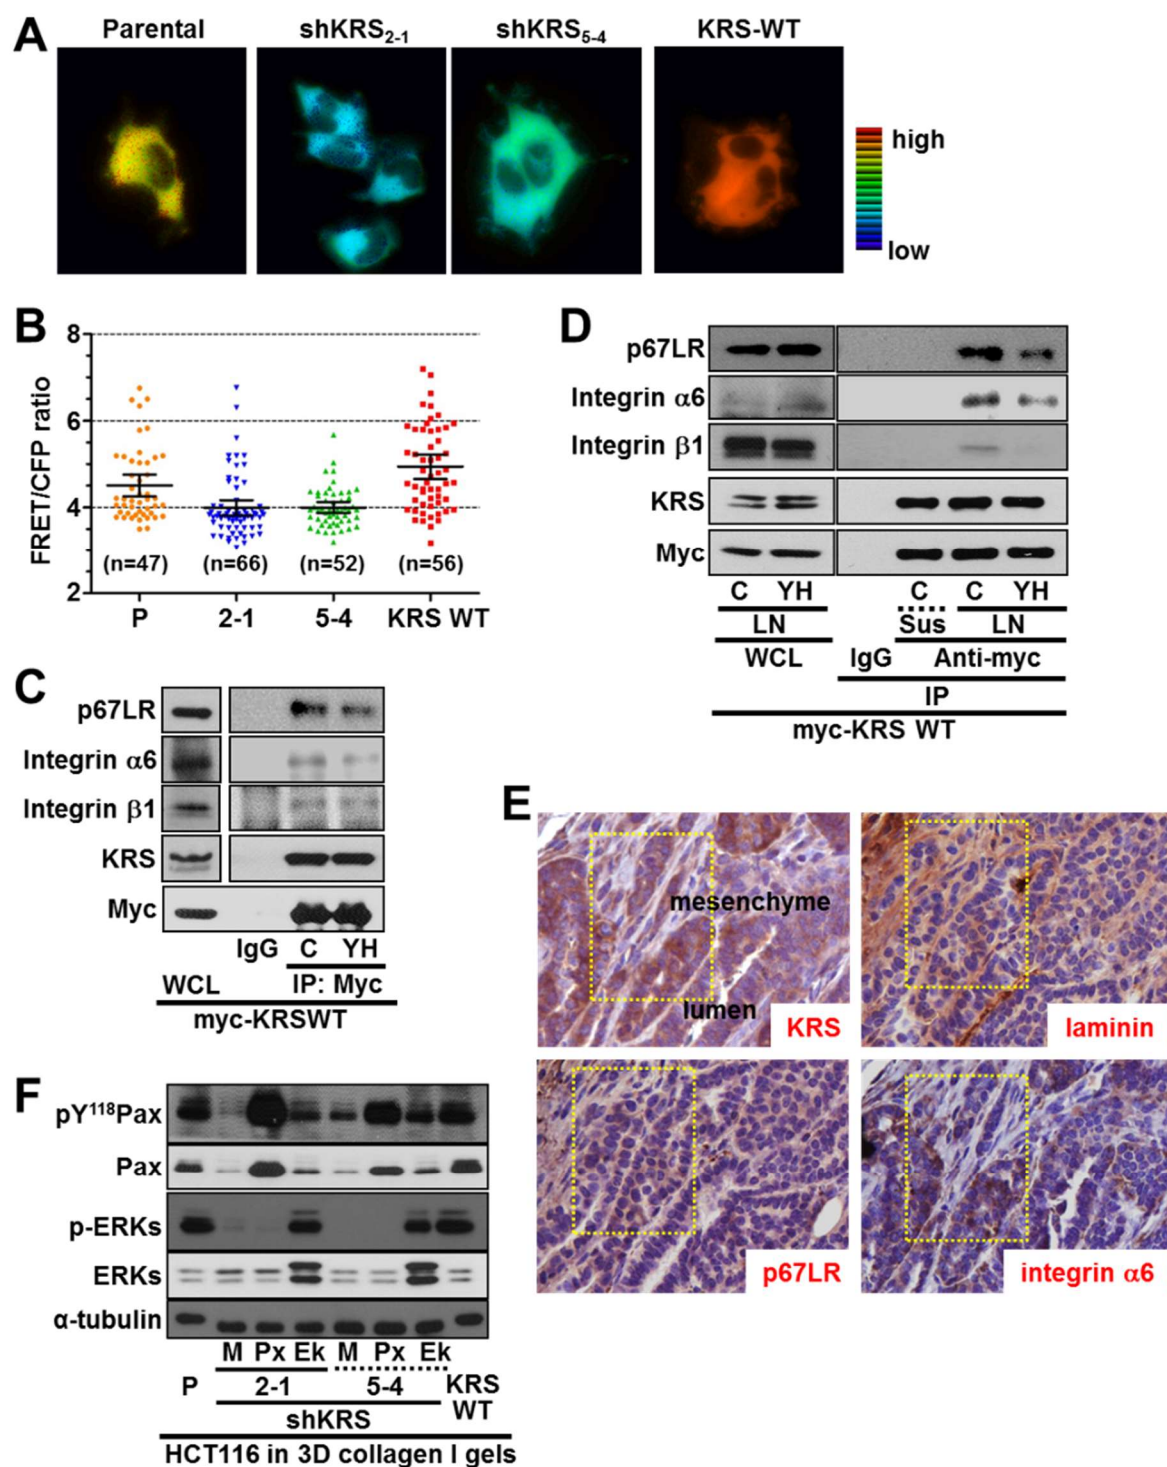 A
Parental
shKRS2-1
shKRS5-4
KRS-WT
high
low
B
8
6
4
2
FRET/CFP ratio
(n=47)
(n=66)
(n=52)
(n=56)
P
2-1
5-4
KRS WT
C
p67LR
Integrin α6
Integrin β1
KRS
Myc
IgG
C
YH
WCL
IP: Myc
myc-KRSWT
D
p67LR
Integrin α6
Integrin β1
KRS
Myc
C
YH
C
C
YH
LN
Sus
LN
WCL
IgG
Anti-myc
IP
myc-KRS WT
E
mesenchyme
lumen
KRS
laminin
p67LR
integrin α6
F
pY¹¹⁸Pax
Pax
p-ERKs
ERKs
α-tubulin
M Px Ek M Px Ek
P
2-1
5-4
KRS
WT
shKRS
HCT116 in 3D collagen I gels